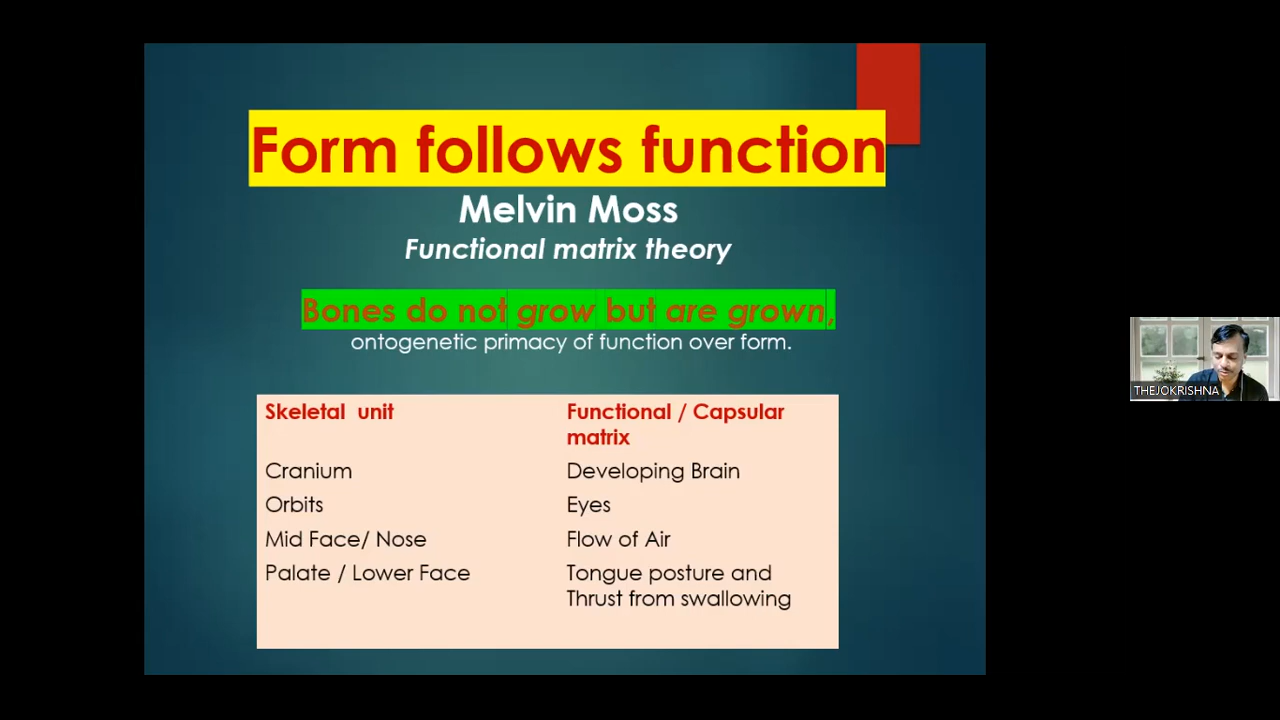 Form follows function
Melvin Moss
Functional matrix theory
Bones do not grow but are grown,
ontogenetic primacy of function over form.
Skeletal unit
Functional / Capsular
matrix
Cranium
Developing Brain
Orbits
Eyes
Mid Face/ Nose
Flow of Air
Palate / Lower Face
Tongue posture and
Thrust from swallowing
THEJOKRISHNA